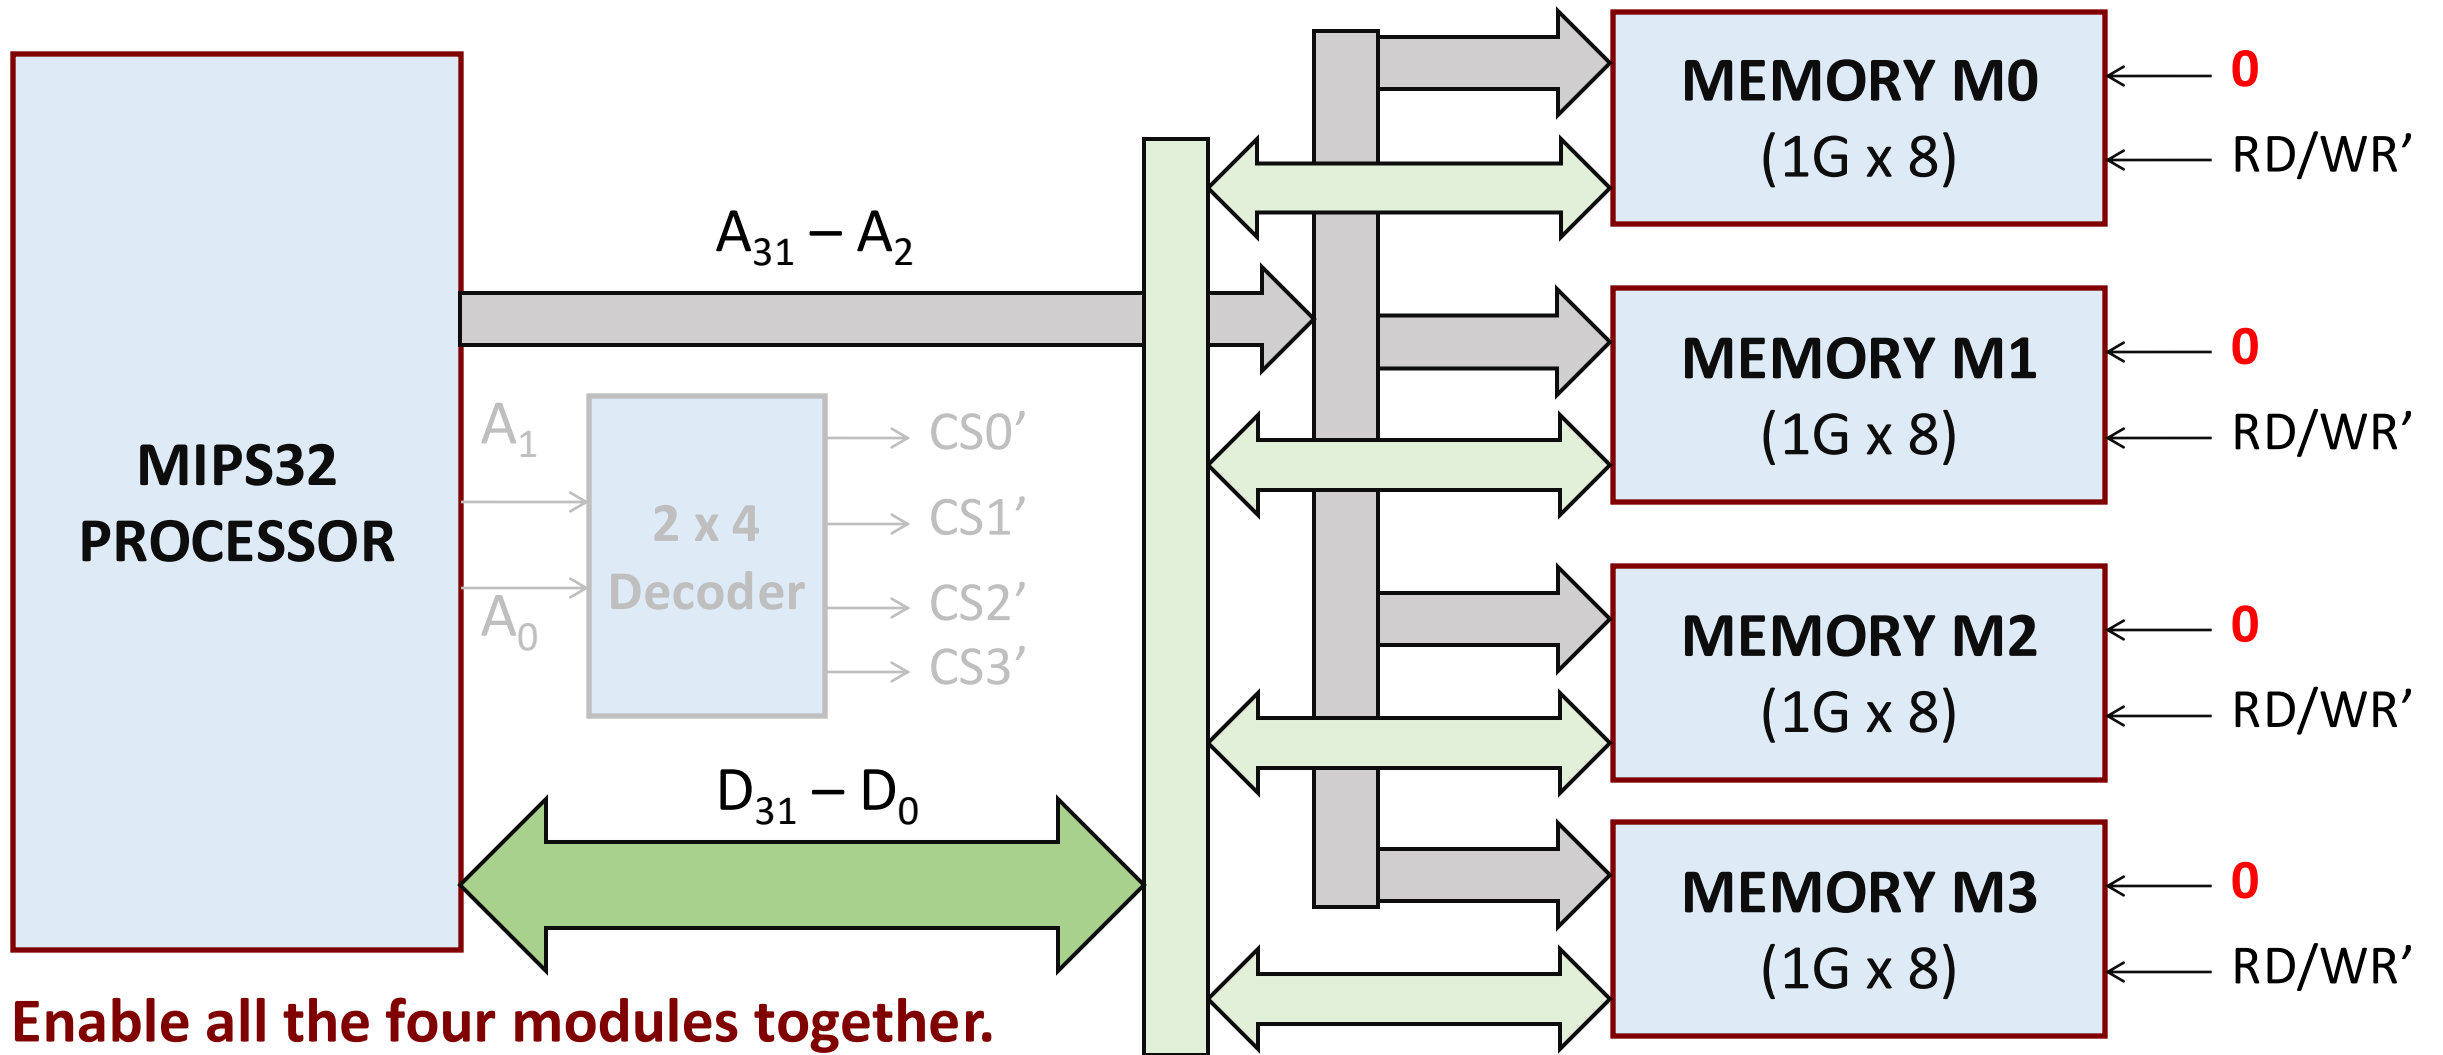 MIPS32
PROCESSOR
A31 – A2
A1
A0
2 x 4
Decoder
CS0’
CS1’
CS2’
CS3’
D31 – D0
MEMORY M0
(1G x 8)
0
RD/WR’
MEMORY M1
(1G x 8)
0
RD/WR’
MEMORY M2
(1G x 8)
0
RD/WR’
MEMORY M3
(1G x 8)
0
RD/WR’
Enable all the four modules together.